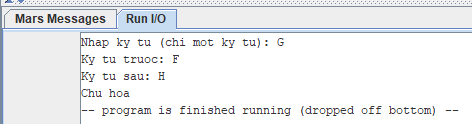 Mars Messages Run I/O
Nhap ky tu (chi mot ky tu): G
Ky tu truoc: F
Ky tu sau: H
Chu hoa
-- program is finished running (dropped off bottom) --